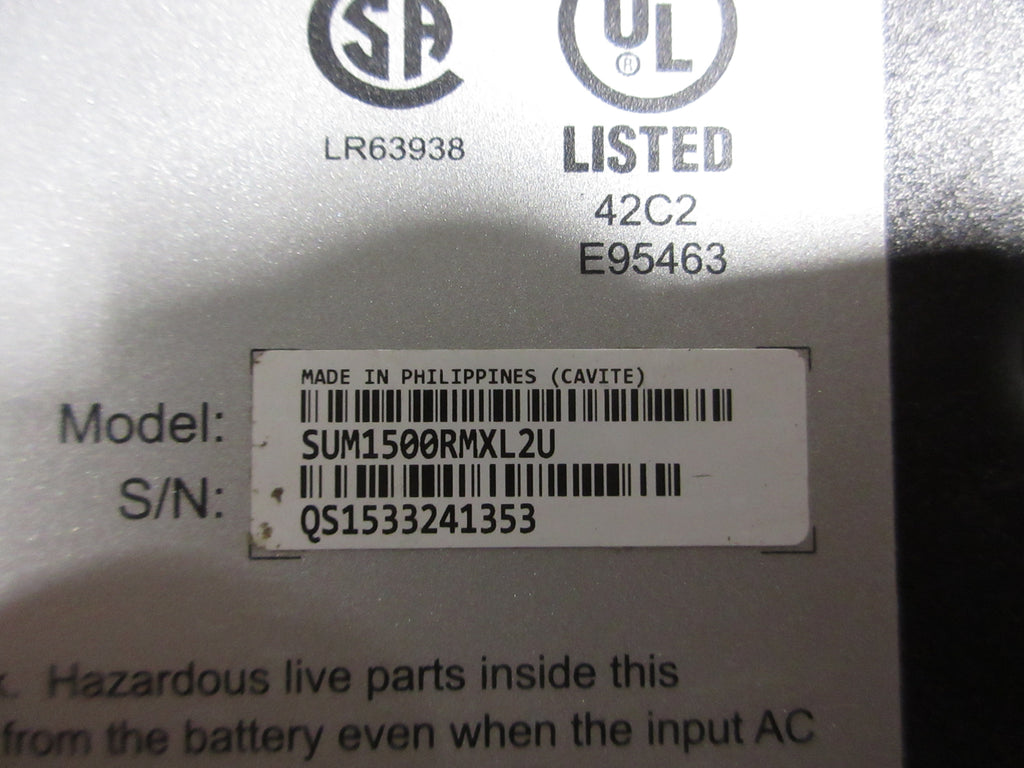 SA
UL
®
LR63938
LISTED
42C2
E95463
MADE IN PHILIPPINES (CAVITE)
Model:
SUM1500RMXL2U
S/N:
QS1533241353
. Hazardous live parts inside this
from the battery even when the input AC